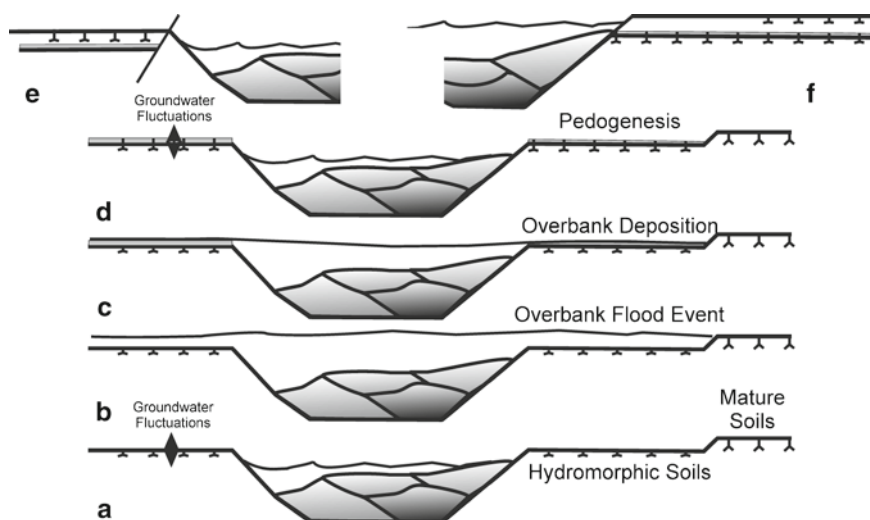 e
f
Groundwater
Fluctuations
Pedogenesis
d
Overbank Deposition
c
Overbank Flood Event
b
Groundwater
Fluctuations
Mature
Soils
Hydromorphic Soils
a